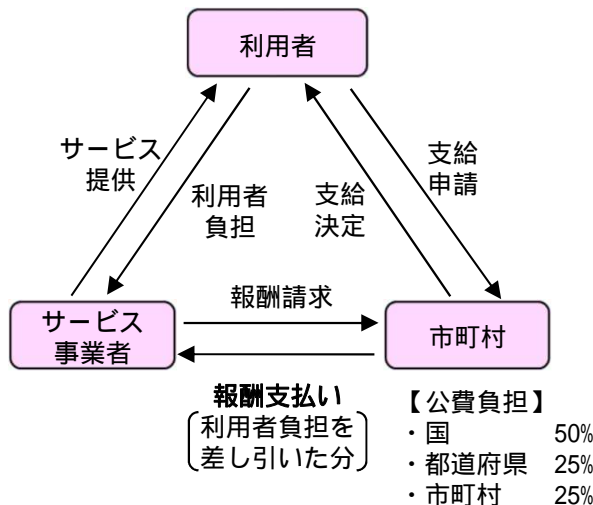 利用者
サービス
提供
利用者
負担
支給
決定
支給
申請
サービス
事業者
報酬請求
市町村
報酬支払い
利用者負担を
差し引いた分
【公費負担】
・国 50%
・都道府県 25%
・市町村 25%